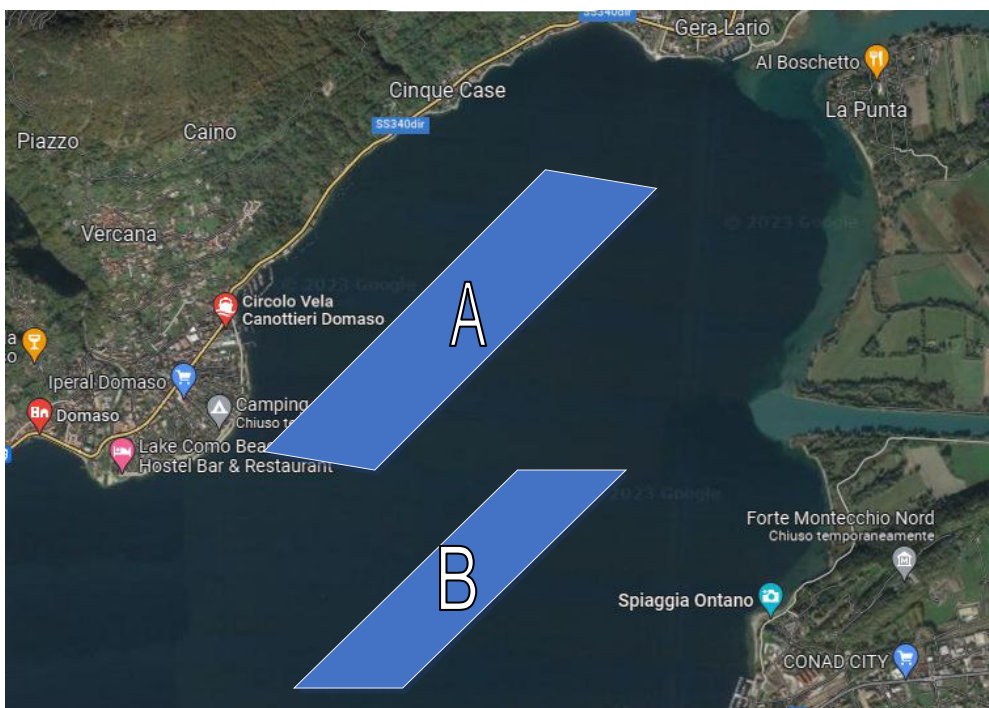 SS340dir
Gera Lario
Al Boschetto
Cinque Case
La Punta
SS340dir
Piazzo
Caino
© 2023 Google
Vercana
© 2023 Google
Circolo Vela
Canottieri Domaso
A
Iperal Domaso
Camping
Chiuso te
Domaso
Lake Como Beac
Hostel Bar & Restaurant
2023 Google
Forte Montecchio Nord
Chiuso temporaneamente
B
Spiaggia Ontano
CONAD CITY